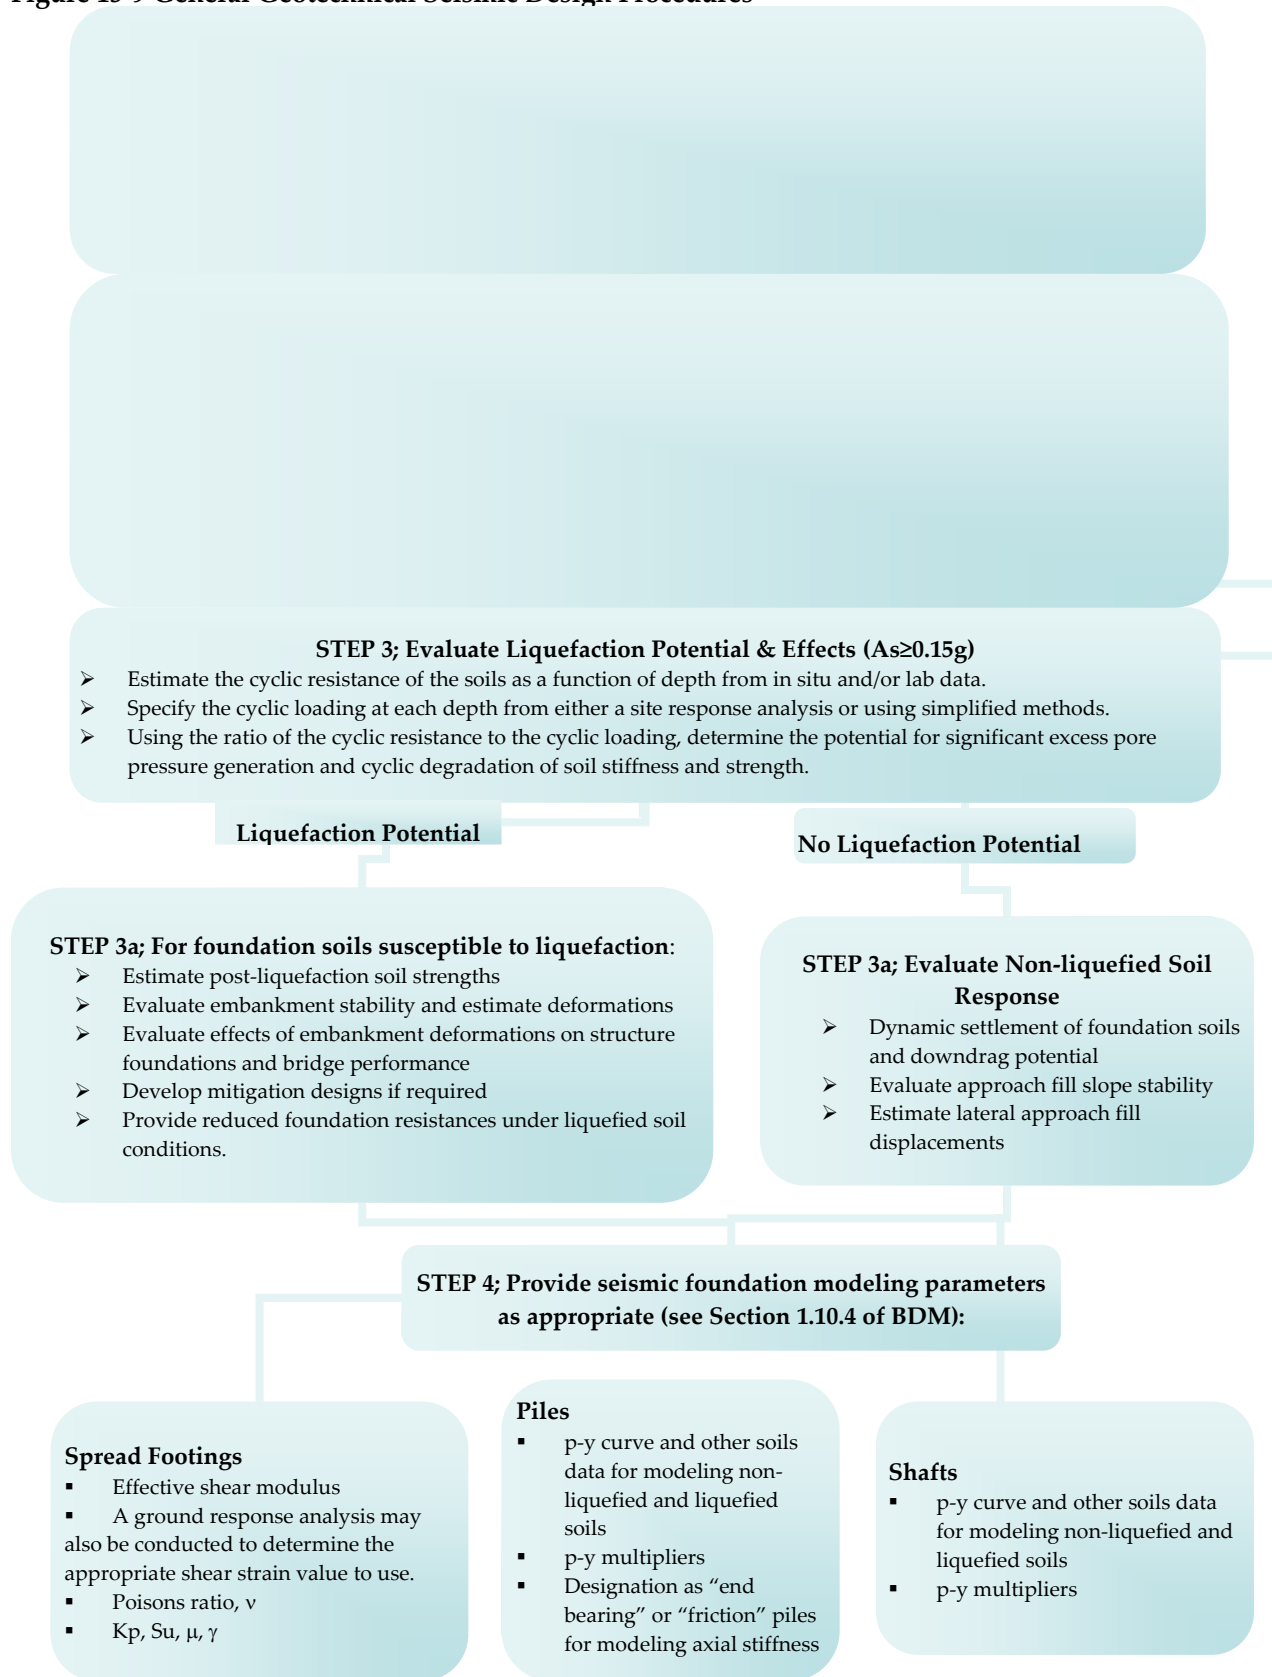 Figure 15-9 General Geotechnical Seismic Design Procedures
STEP 3; Evaluate Liquefaction Potential & Effects (As≥0.15g)
➢ Estimate the cyclic resistance of the soils as a function of depth from in situ and/or lab data.
➢ Specify the cyclic loading at each depth from either a site response analysis or using simplified methods.
➢ Using the ratio of the cyclic resistance to the cyclic loading, determine the potential for significant excess pore
pressure generation and cyclic degradation of soil stiffness and strength.
Liquefaction Potential
No Liquefaction Potential
STEP 3a; For foundation soils susceptible to liquefaction:
➢ Estimate post-liquefaction soil strengths
➢ Evaluate embankment stability and estimate deformations
➢ Evaluate effects of embankment deformations on structure
foundations and bridge performance
➢ Develop mitigation designs if required
➢ Provide reduced foundation resistances under liquefied soil
conditions.
STEP 3a; Evaluate Non-liquefied Soil
Response
➢ Dynamic settlement of foundation soils
and downdrag potential
➢ Evaluate approach fill slope stability
➢ Estimate lateral approach fill
displacements
STEP 4; Provide seismic foundation modeling parameters
as appropriate (see Section 1.10.4 of BDM):
Spread Footings
▪ Effective shear modulus
▪ A ground response analysis may
also be conducted to determine the
appropriate shear strain value to use.
▪ Poisons ratio, ν
▪ Kp, Su, μ, γ
Piles
▪ p-y curve and other soils
data for modeling non-
liquefied and liquefied
soils
▪ p-y multipliers
▪ Designation as “end
bearing” or “friction” piles
for modeling axial stiffness
Shafts
▪ p-y curve and other soils data
for modeling non-liquefied and
liquefied soils
▪ p-y multipliers